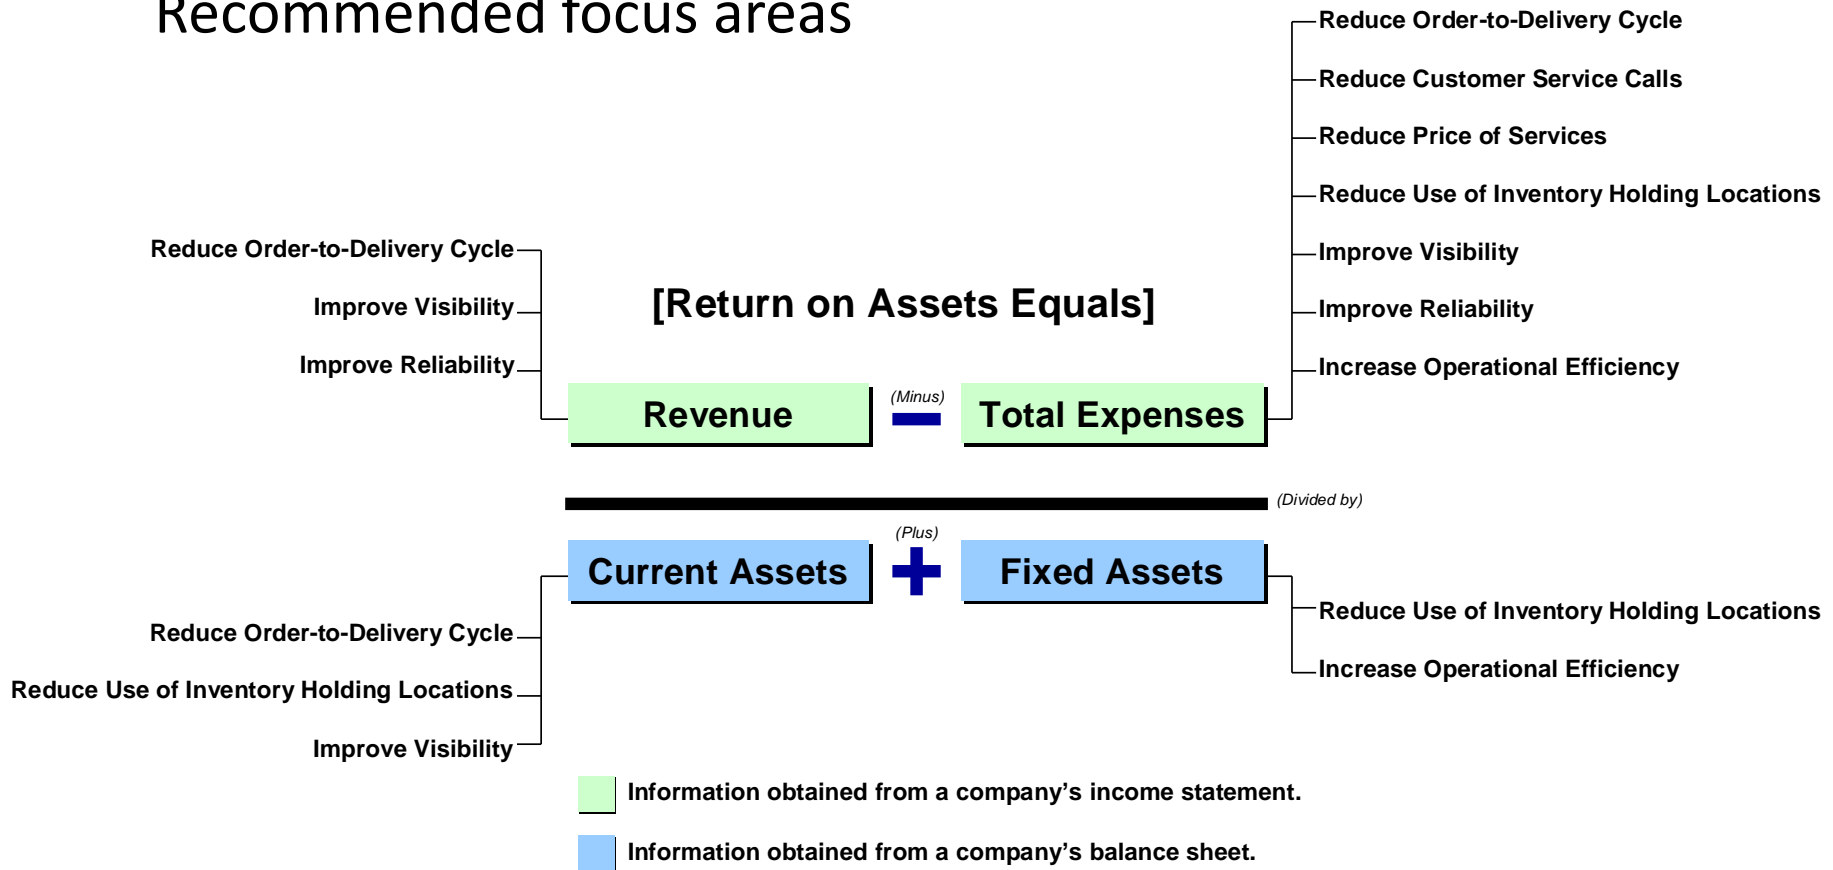 Recommended focus areas
Reduce Order-to-Delivery Cycle
Reduce Customer Service Calls
Reduce Price of Services
Reduce Use of Inventory Holding Locations
Improve Visibility
Improve Reliability
Increase Operational Efficiency
Reduce Order-to-Delivery Cycle
Improve Visibility
Improve Reliability
[Return on Assets Equals]
Revenue
(Minus)
Total Expenses
(Divided by)
Current Assets
(Plus)
Fixed Assets
Reduce Order-to-Delivery Cycle
Reduce Use of Inventory Holding Locations
Improve Visibility
Reduce Use of Inventory Holding Locations
Increase Operational Efficiency
Information obtained from a company’s income statement.
Information obtained from a company’s balance sheet.